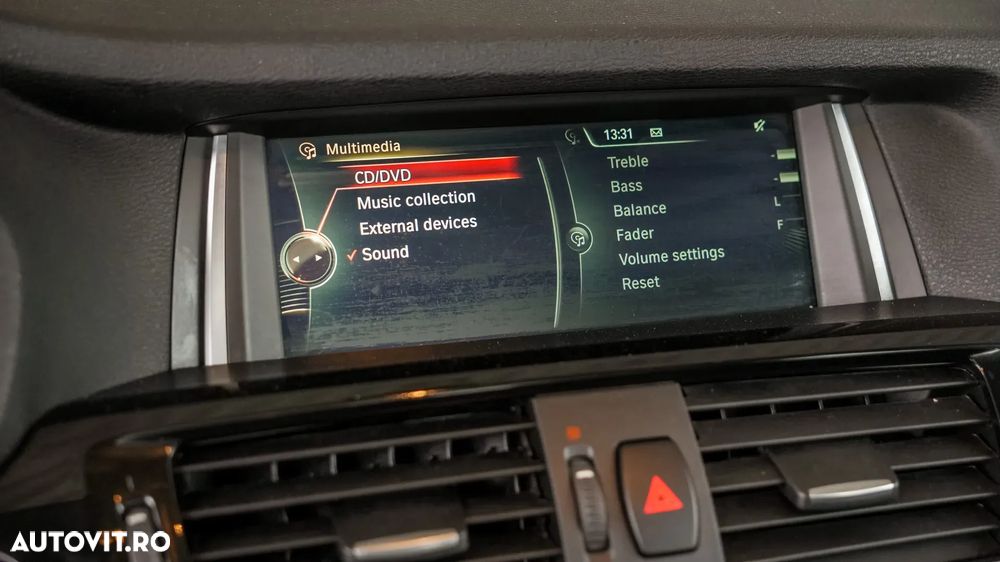 Multimedia
CD/DVD
Music collection
External devices
Sound
13:31
Treble
Bass
Balance
L
Fader
F
Volume settings
Reset
AUTOVIT.RO